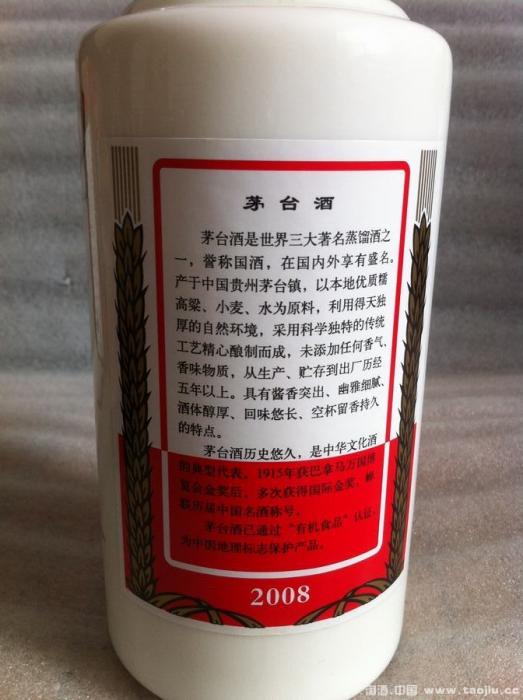 茅台酒
茅台酒是世界三大著名蒸馏酒之
一，誉称国酒，在国内外享有盛名。
产于中国贵州茅台镇，以本地优质糯
高粱、小麦、水为原料，利用得天独
厚的自然环境，采用科学独特的传统
工艺精心酿制而成，未添加任何香气、
香味物质，从生产、贮存到出厂历经
五年以上。具有酱香突出、幽雅细腻、
酒体醇厚、回味悠长、空杯留香持久
的特点。
茅台酒历史悠久，是中华文化酒
的典型代表。1915年获巴拿马万国博
览会金奖后，多次获得国际金奖，蝉
联历届中国名酒称号。
茅台酒已通过“有机食品”认证，
为中国地理标志保护产品。
2008
淘酒.中国 www.taojiu.cc